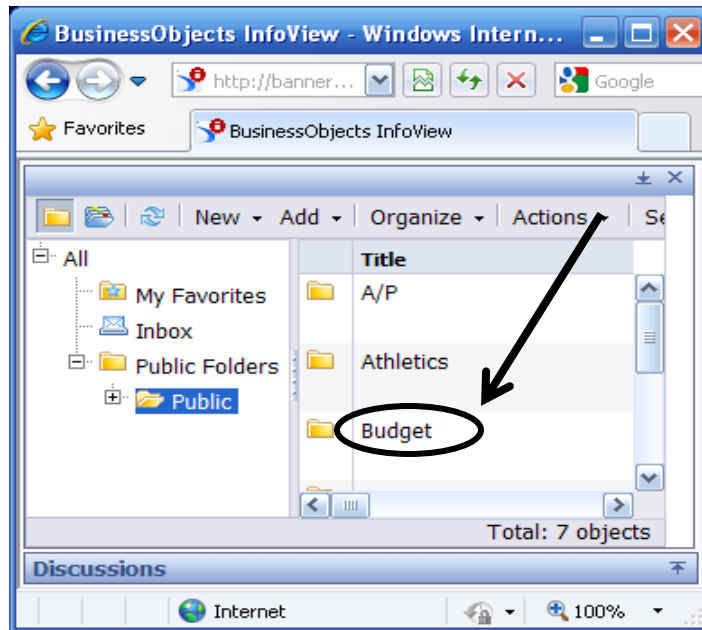 BusinessObjects InfoView - Windows Intern...
http://banner...
Google
Favorites
BusinessObjects InfoView
New Add Organize Actions Se
All
My Favorites
Inbox
Public Folders
Public
Title
A/P
Athletics
Budget
Total: 7 objects
Discussions
Internet
100%